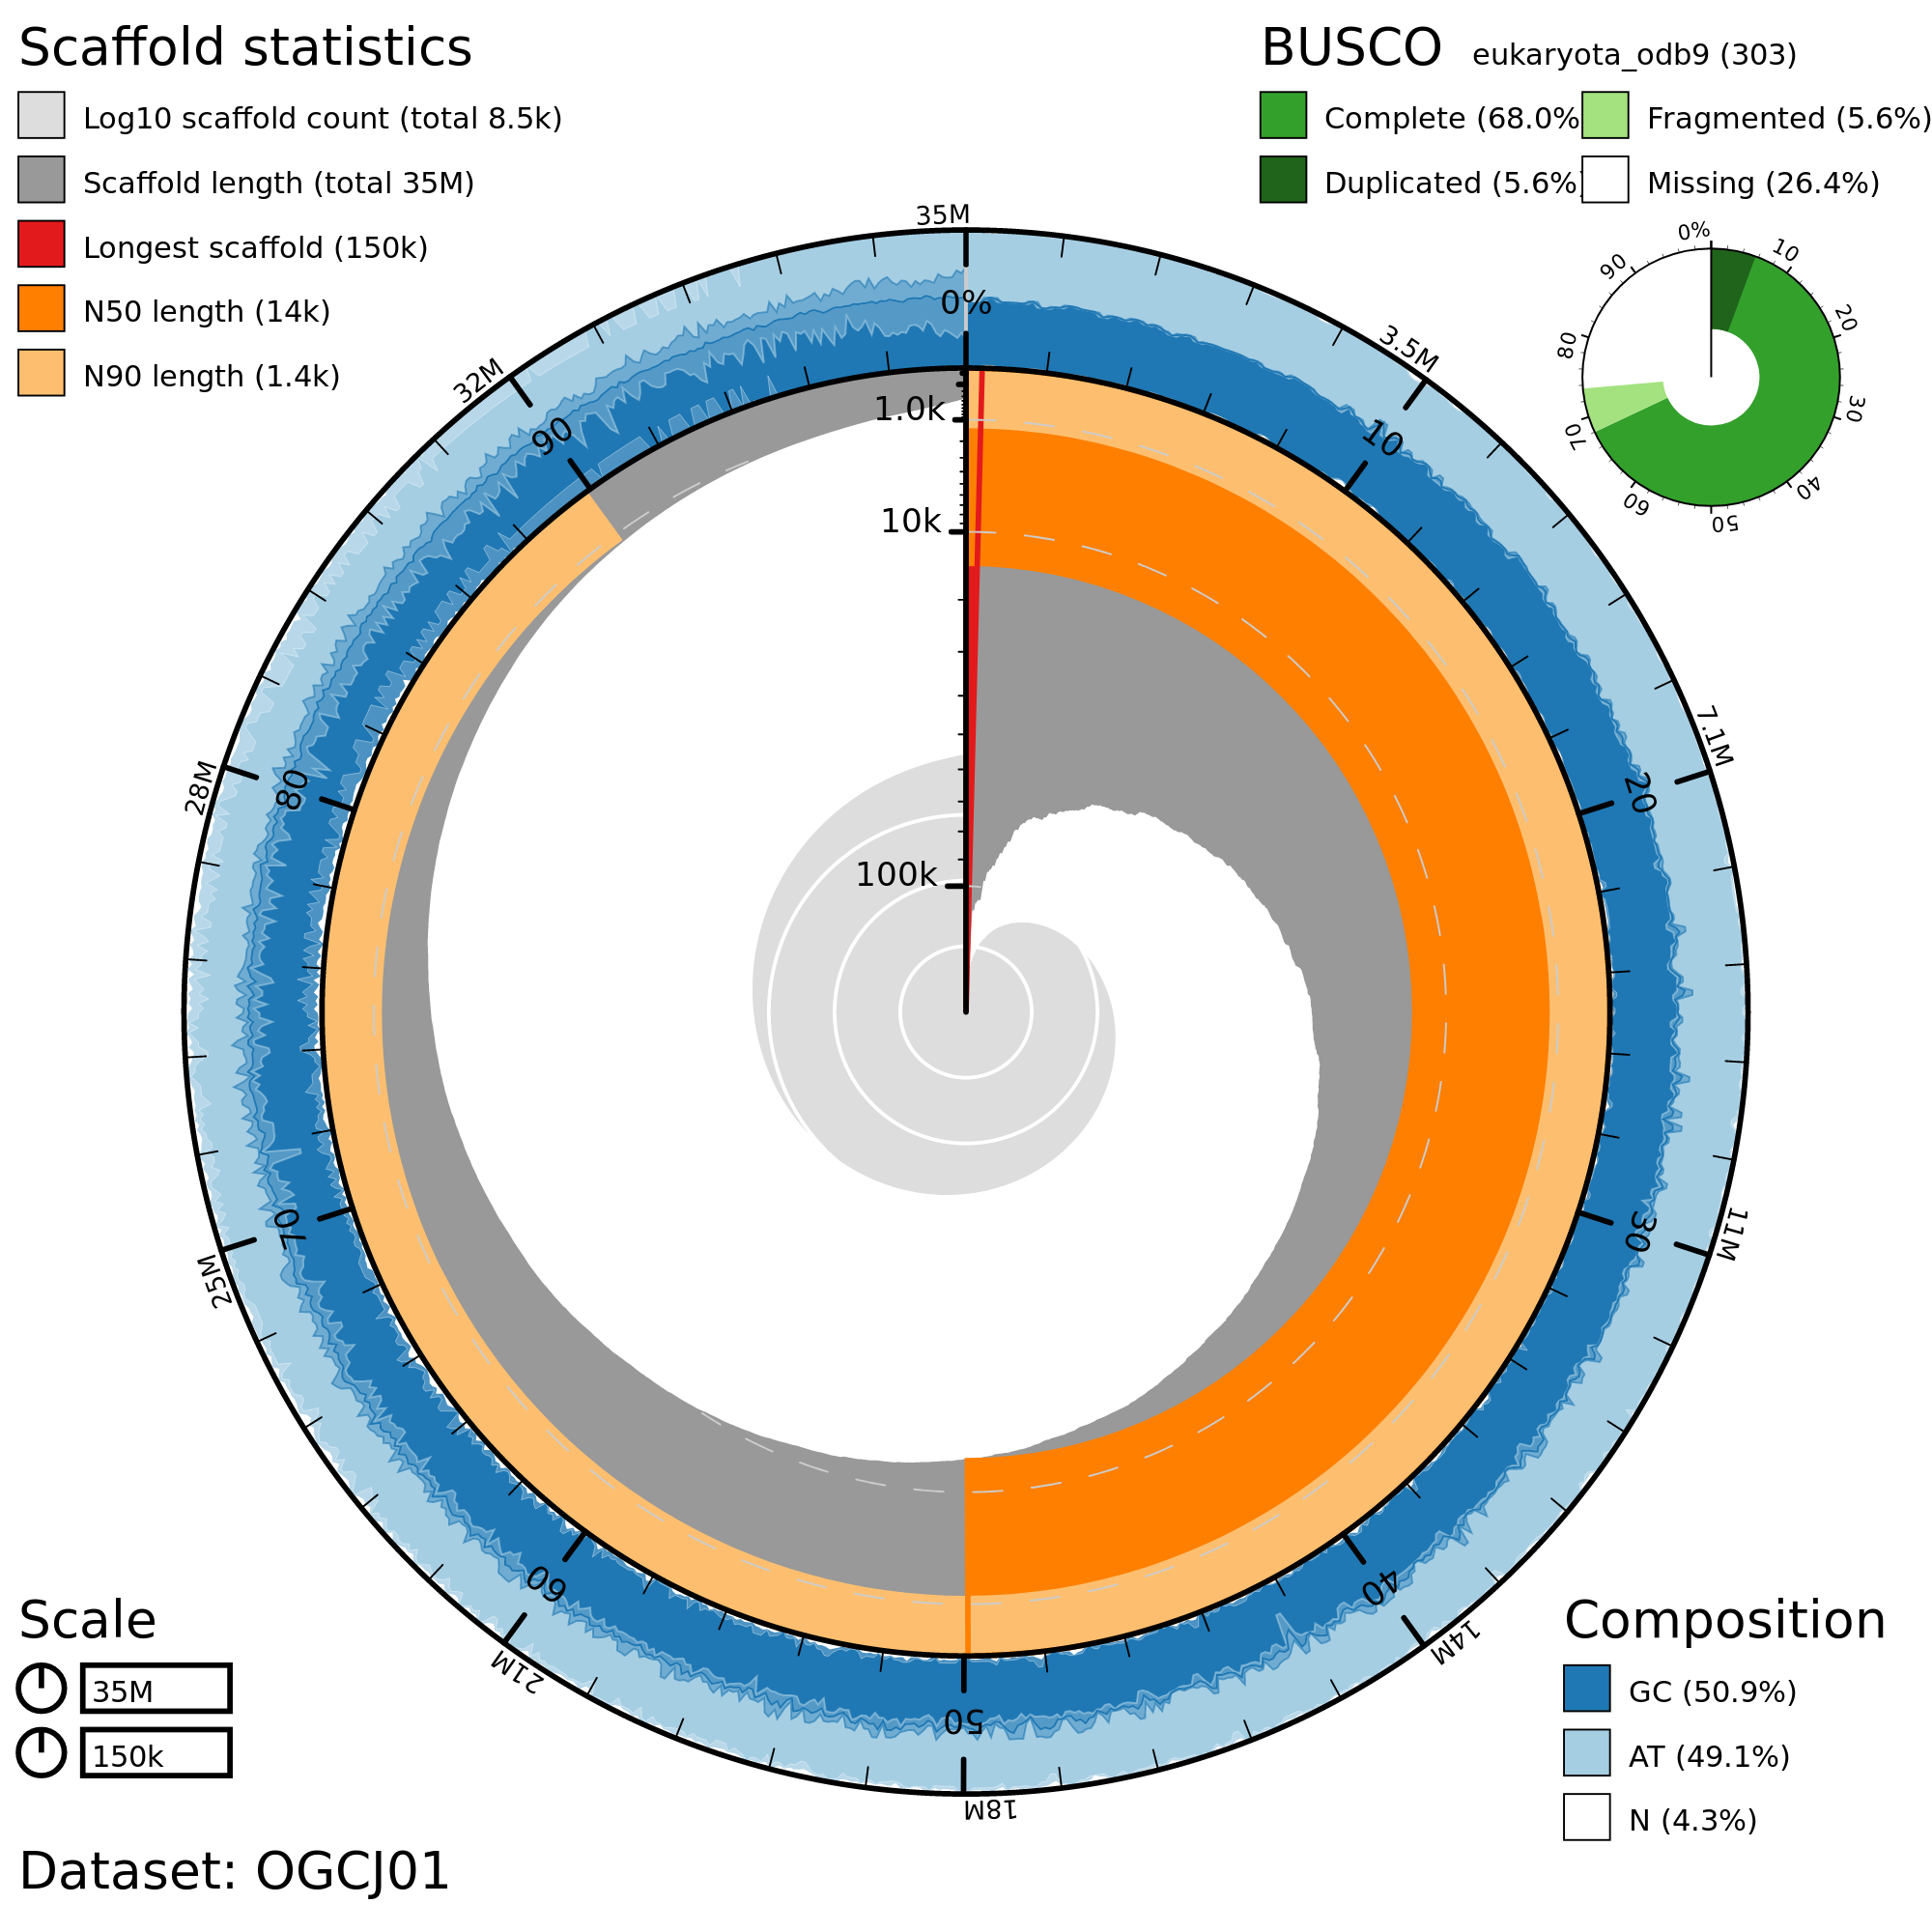 Scaffold statistics
Log10 scaffold count (total 8.5k)
Scaffold length (total 35M)
Longest scaffold (150k)
N50 length (14k)
N90 length (1.4k)
BUSCO eukaryota_odb9 (303)
Complete (68.0% Fragmented (5.6%)
Duplicated (5.6%) Missing (26.4%)
0%
10
20
30
40
50
60
70
80
90
35M
3.5M
7.1M
11M
14M
18M
21M
25M
28M
32M
0%
10
20
30
40
50
60
70
80
90
1.0k
10k
100k
Scale
35M
150k
Composition
GC (50.9%)
AT (49.1%)
N (4.3%)
Dataset: OGCJ01